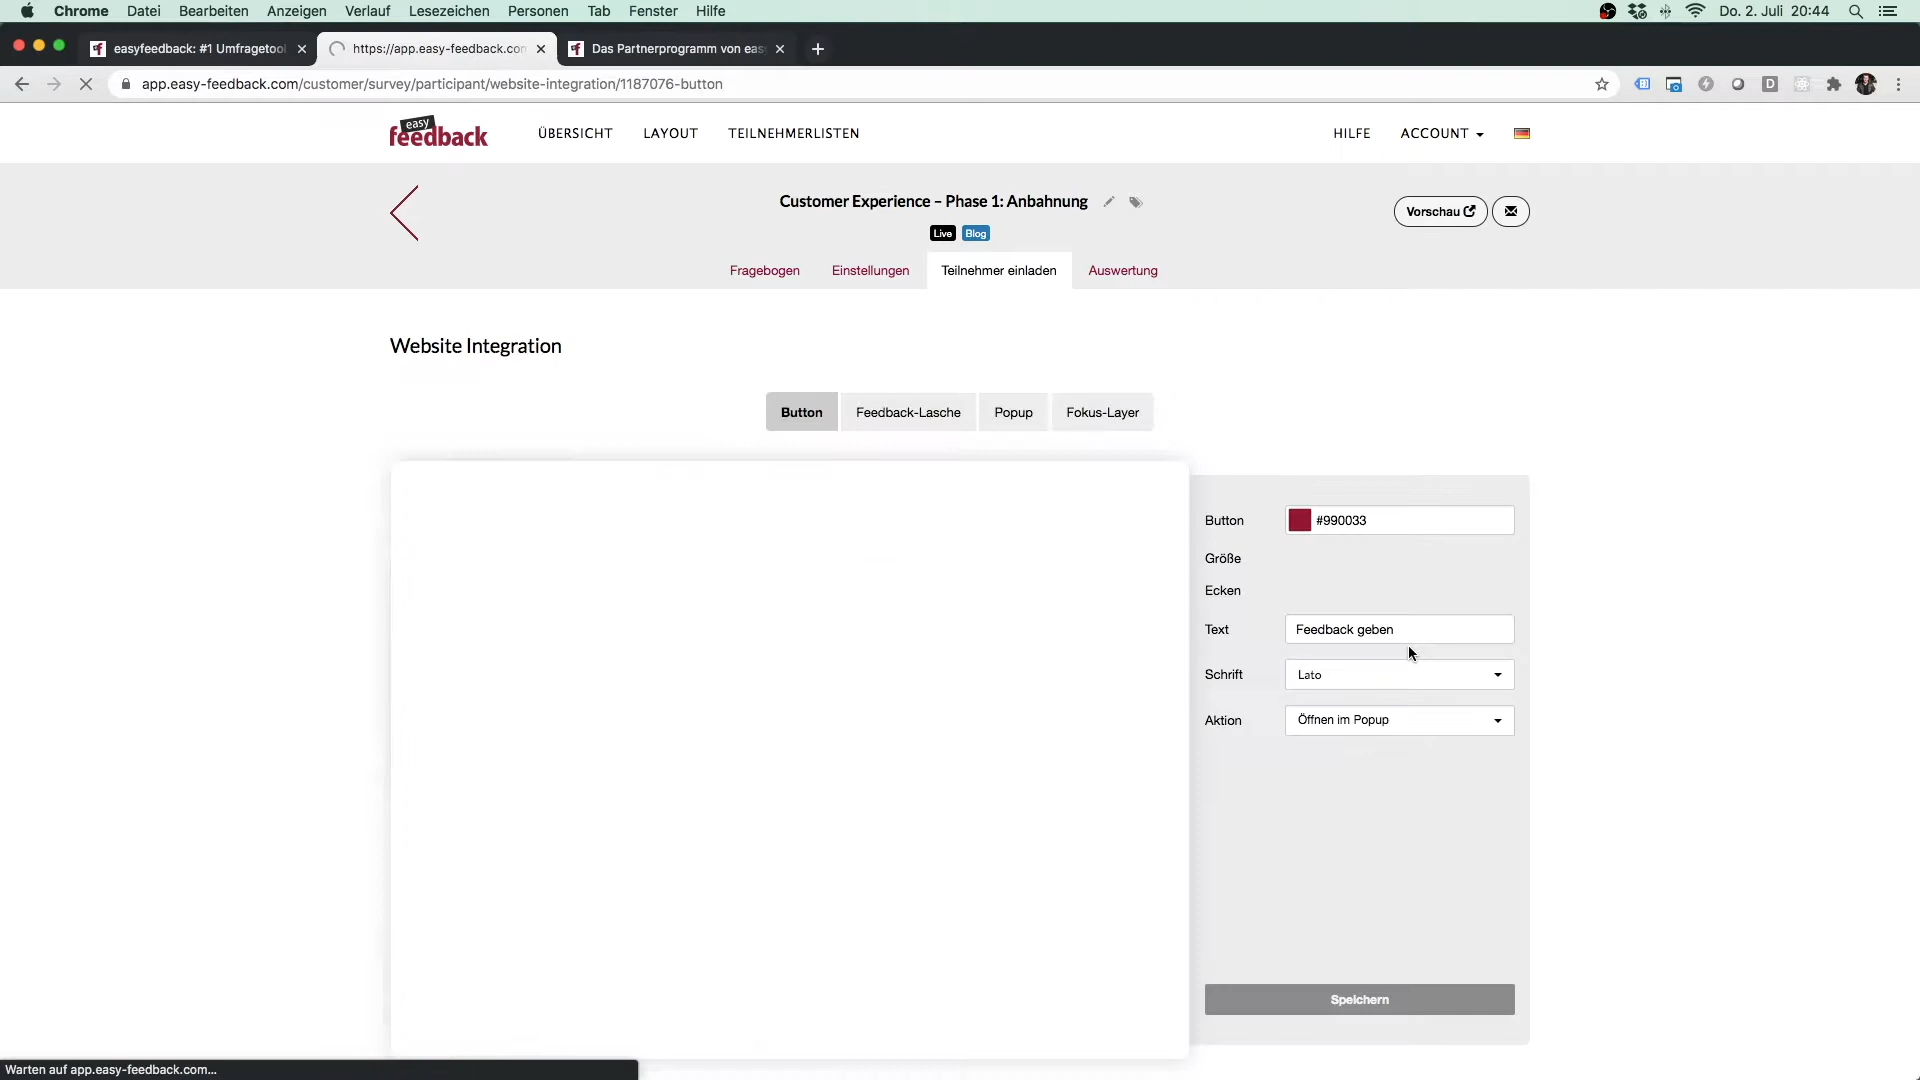 Chrome Datei Bearbeiten Anzeigen Verlauf Lesezeichen Personen Tab Fenster Hilfe Do. 2. Juli 20:44
easyfeedback: #1 Umfragetool https://app.easy-feedback.com Das Partnerprogramm von eas
app.easy-feedback.com/customer/survey/participant/website-integration/1187076-button
easy
feedback
ÜBERSICHT LAYOUT TEILNEHMERLISTEN HILFE ACCOUNT
Customer Experience – Phase 1: Anbahnung
Vorschau
Live Blog
Fragebogen Einstellungen Teilnehmer einladen Auswertung
Website Integration
Button Feedback-Lasche Popup Fokus-Layer
Button #990033
Größe
Ecken
Text Feedback geben
Schrift Lato
Aktion Öffnen im Popup
Speichern
Warten auf app.easy-feedback.com...